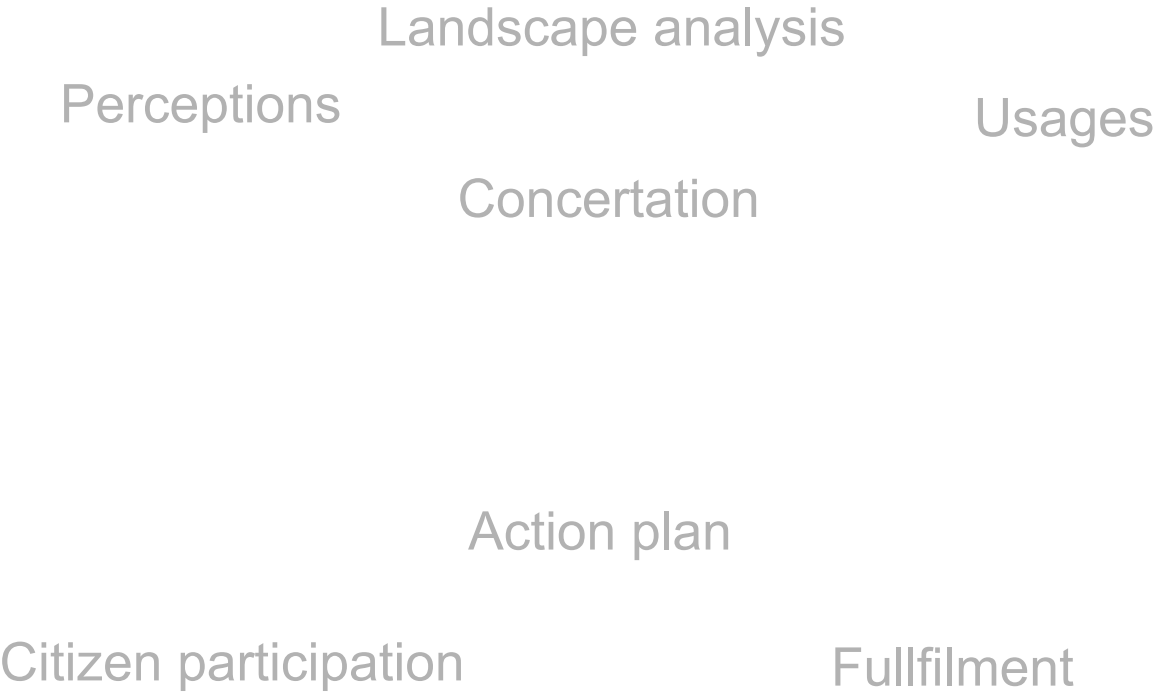 Landscape analysis
Perceptions
Usages
Concertation
Action plan
Citizen participation
Fullfilment